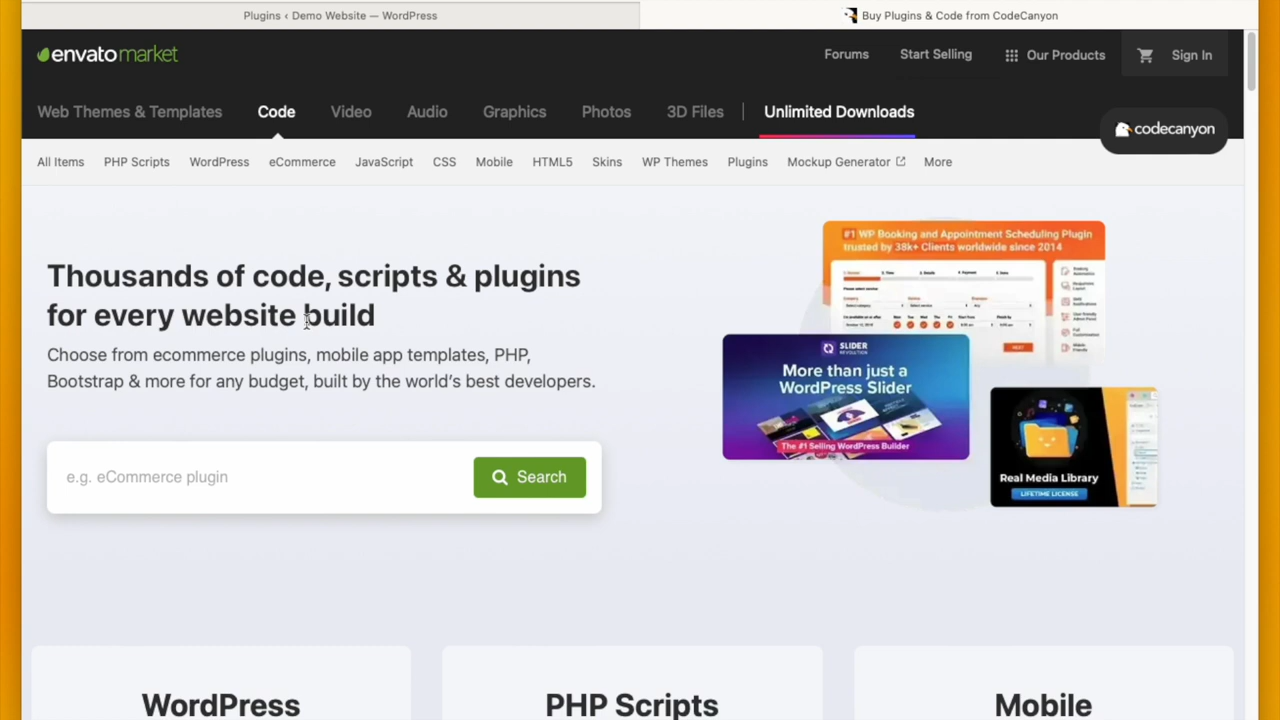 Plugins ‹ Demo Website — WordPress
Buy Plugins & Code from CodeCanyon
envato market
Forums
Start Selling
Our Products
Sign In
Web Themes & Templates
Code
Video
Audio
Graphics
Photos
3D Files
Unlimited Downloads
codecanyon
All Items
PHP Scripts
WordPress
eCommerce
JavaScript
CSS
Mobile
HTML5
Skins
WP Themes
Plugins
Mockup Generator
More
Thousands of code, scripts & plugins
for every website build
Choose from ecommerce plugins, mobile app templates, PHP,
Bootstrap & more for any budget, built by the world’s best developers.
e.g. eCommerce plugin
Search
#1 WP Booking and Appointment Scheduling Plugin
trusted by 38k+ Clients worldwide since 2014
SLIDER
REVOLUTION
More than just a
WordPress Slider
The #1 Selling WordPress Builder
Real Media Library
LIFETIME LICENSE
WordPress
PHP Scripts
Mobile